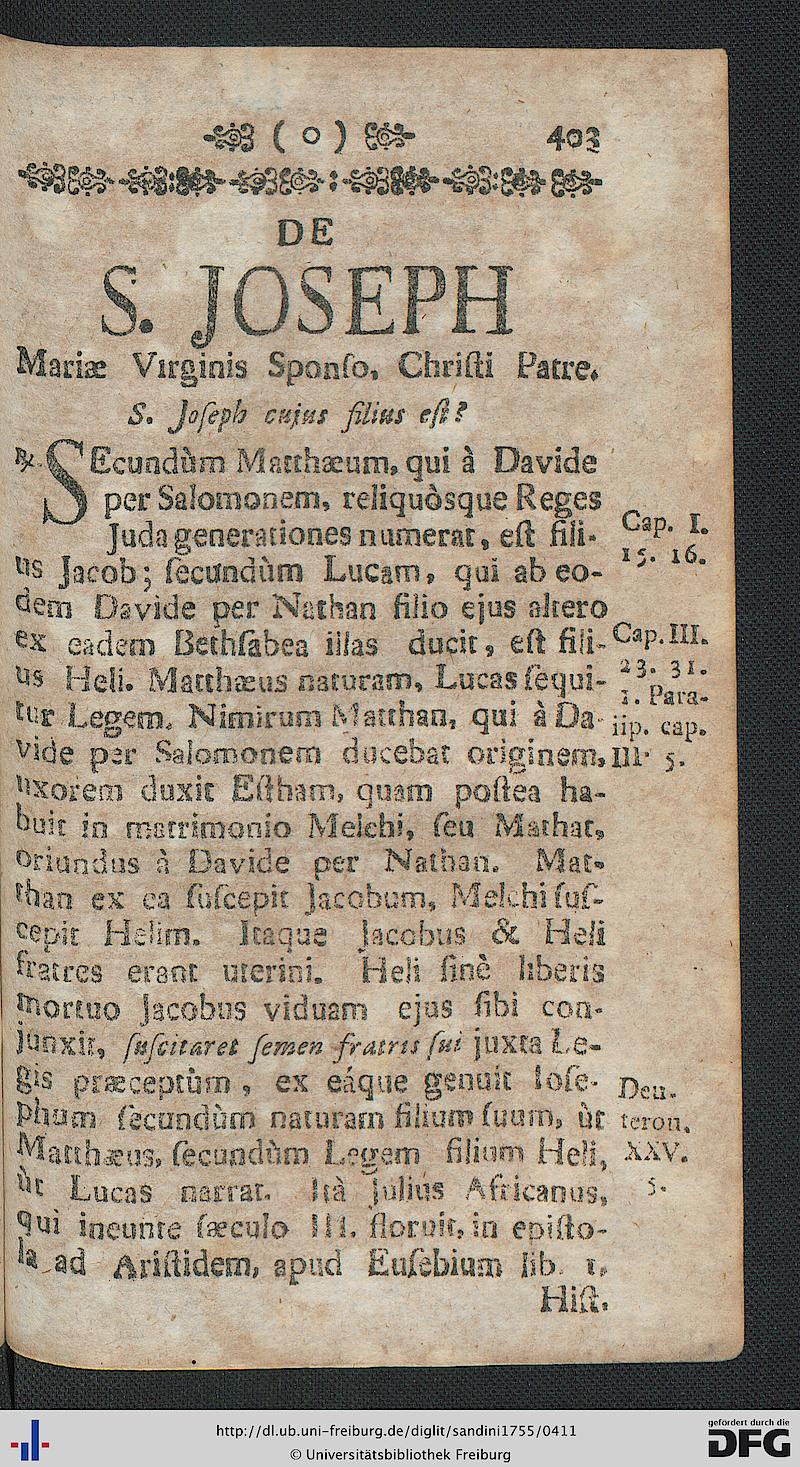 ( o ) 403
DE
S. JOSEPH
Mariæ Virginis Sponſo, Chriſti Patre.
S. Joſeph cujus filius eſt?
℞. SEcundùm Matthæum, qui à Davide
per Salomonem, reliquòsque Reges
Juda generationes numerat, eſt fili-
us Jacob; ſecundùm Lucam, qui ab eo-
dem Davide per Nathan filio ejus altero
ex eadem Bethſabea illas ducit, eſt fili-
us Heli. Matthæus naturam, Lucas ſequi-
tur Legem. Nimirum Matthan, qui à Da-
vide per Salomonem ducebat originem,
uxorem duxit Eſtham, quam poſtea ha-
buit in matrimonio Melchi, ſeu Mathat,
oriundus à Davide per Nathan. Mat-
than ex ea ſuſcepit Jacobum, Melchi ſuſ-
cepit Helim. Itaque Jacobus & Heli
fratres erant uterini. Heli ſinè liberis
mortuo Jacobus viduam ejus ſibi con-
junxit, ſuſcitaret ſemen fratris ſui juxta Le-
gis præceptùm, ex eáque genuit Ioſe-
phum ſecundùm naturam filium ſuum, ùt
Matthæus, ſecundùm Legem filium Heli,
ùt Lucas narrat. Ità Julius Africanus,
qui ineunte ſæculo III. floruit, in epiſto-
la ad Ariſtidem, apud Euſebium lib. 1.
Hiſt.
Cap. I.
15. 16.
Cap. III.
23. 31.
1. Para-
lip. cap.
III. 5.
Deu-
teron.
XXV.
5.
http://dl.ub.uni-freiburg.de/diglit/sandini1755/0411
© Universitätsbibliothek Freiburg
gefördert durch die
DFG